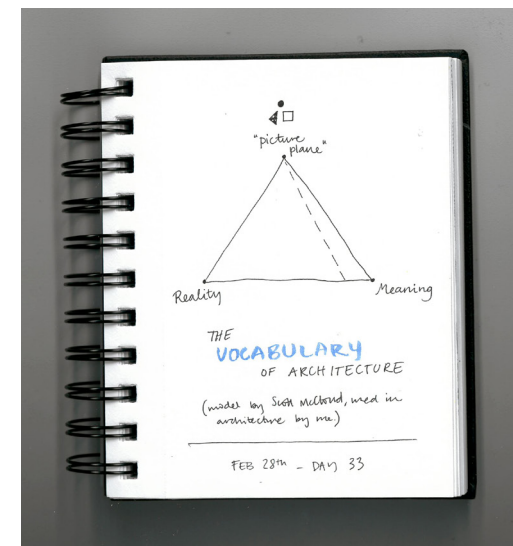 "picture
plane"
Reality
Meaning
THE
VOCABULARY
OF ARCHITECTURE
(model by Scott McCloud, used in
architecture by me.)
FEB 28th - DAY 33